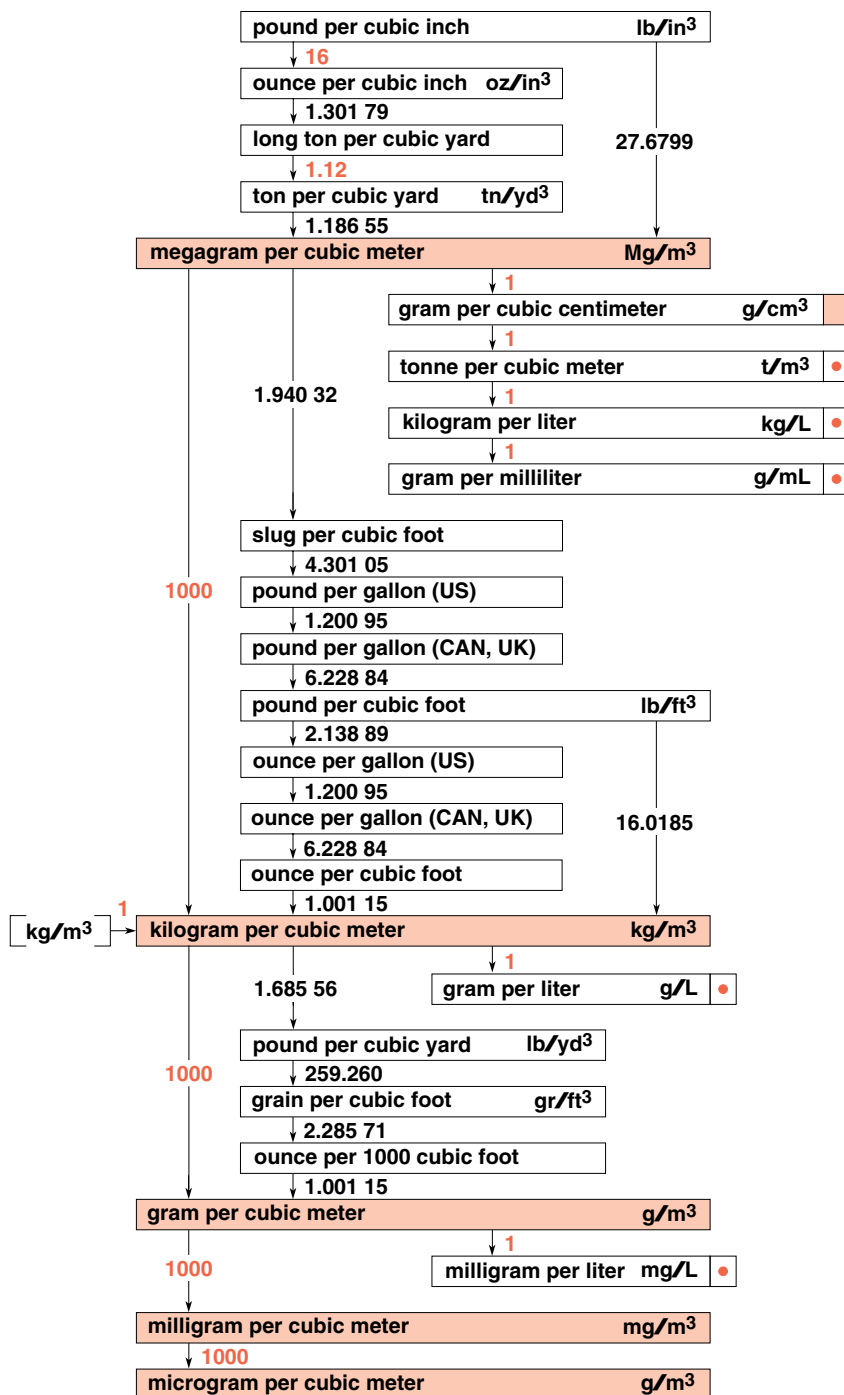 pound per cubic inch lb/in³
16
ounce per cubic inch oz/in³
1.301 79
long ton per cubic yard
27.6799
1.12
ton per cubic yard tn/yd³
1.186 55
megagram per cubic meter Mg/m³
1
gram per cubic centimeter g/cm³
1
tonne per cubic meter t/m³
1.940 32
1
kilogram per liter kg/L
1
gram per milliliter g/mL
slug per cubic foot
4.301 05
1000
pound per gallon (US)
1.200 95
pound per gallon (CAN, UK)
6.228 84
pound per cubic foot lb/ft³
2.138 89
ounce per gallon (US)
1.200 95
ounce per gallon (CAN, UK)
16.0185
6.228 84
ounce per cubic foot
1.001 15
1
[kg/m³]
kilogram per cubic meter kg/m³
1
1.685 56
gram per liter g/L
pound per cubic yard lb/yd³
1000
259.260
grain per cubic foot gr/ft³
2.285 71
ounce per 1000 cubic foot
1.001 15
gram per cubic meter g/m³
1
1000
milligram per liter mg/L
milligram per cubic meter mg/m³
1000
microgram per cubic meter g/m³